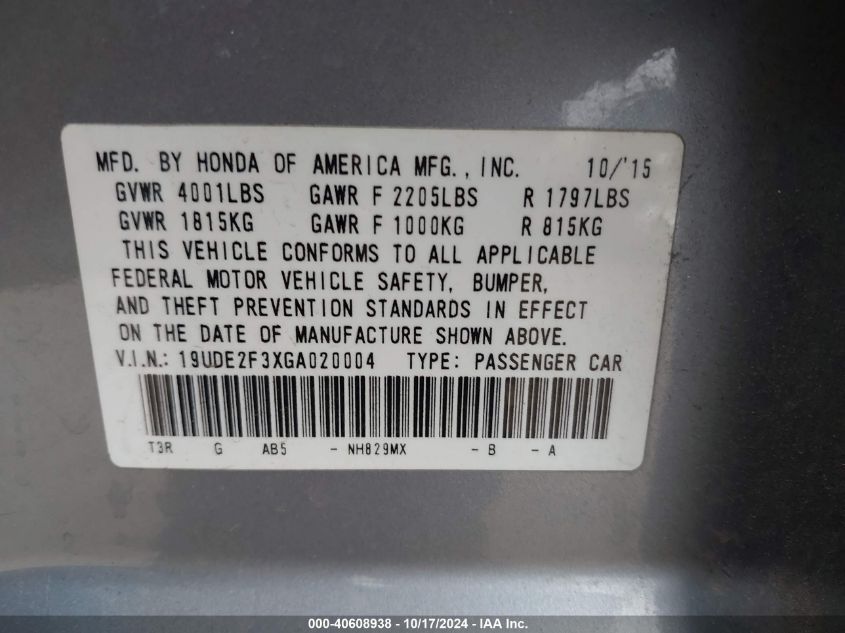 MFD. BY HONDA OF AMERICA MFG., INC. 10/'15
GVWR 4001LBS GAWR F 2205LBS R 1797LBS
GVWR 1815KG GAWR F 1000KG R 815KG
THIS VEHICLE CONFORMS TO ALL APPLICABLE
FEDERAL MOTOR VEHICLE SAFETY, BUMPER,
AND THEFT PREVENTION STANDARDS IN EFFECT
ON THE DATE OF MANUFACTURE SHOWN ABOVE.
V.I.N.: 19UDE2F3XGA020004 TYPE: PASSENGER CAR
T3R G AB5 - NH829MX - B - A
000-40608938 - 10/17/2024 - IAA Inc.